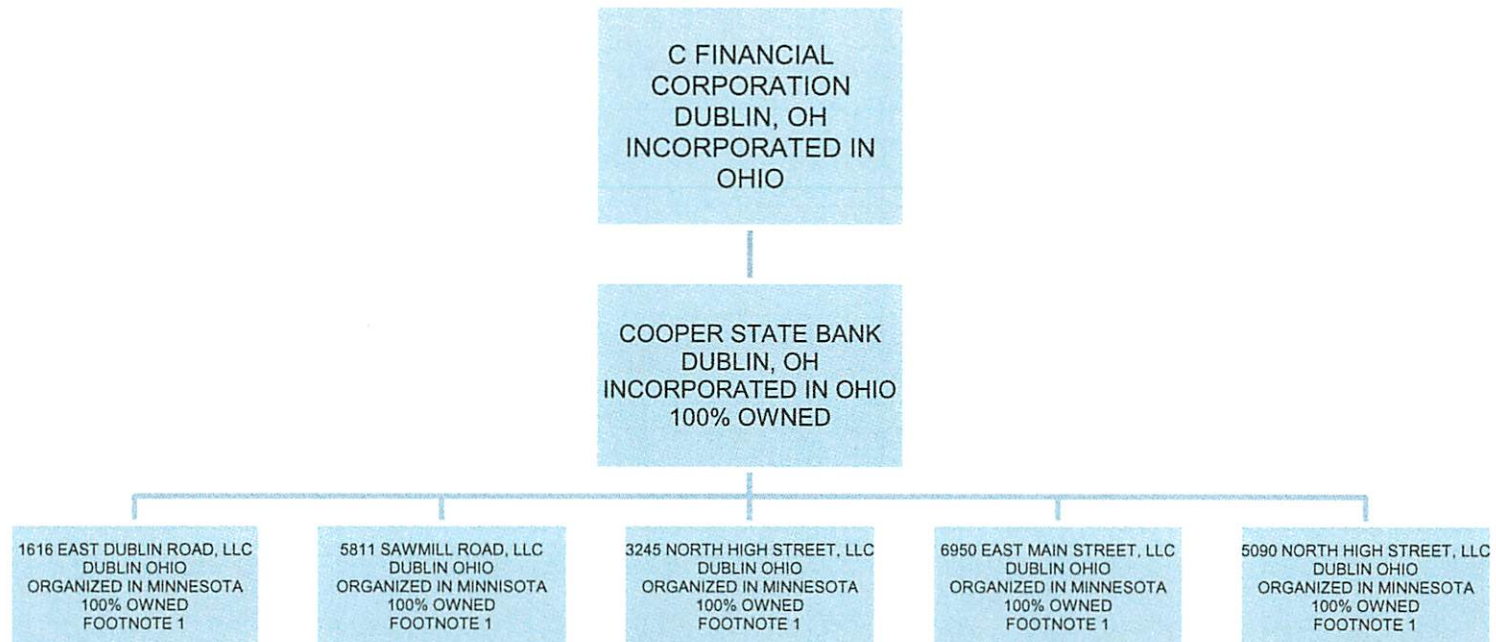 C FINANCIAL
CORPORATION
DUBLIN, OH
INCORPORATED IN
OHIO
COOPER STATE BANK
DUBLIN, OH
INCORPORATED IN OHIO
100% OWNED
1616 EAST DUBLIN ROAD, LLC
DUBLIN OHIO
ORGANIZED IN MINNESOTA
100% OWNED
FOOTNOTE 1
5811 SAWMILL ROAD, LLC
DUBLIN OHIO
ORGANIZED IN MINNISOTA
100% OWNED
FOOTNOTE 1
3245 NORTH HIGH STREET, LLC
DUBLIN OHIO
ORGANIZED IN MINNESOTA
100% OWNED
FOOTNOTE 1
6950 EAST MAIN STREET, LLC
DUBLIN OHIO
ORGANIZED IN MINNESOTA
100% OWNED
FOOTNOTE 1
5090 NORTH HIGH STREET, LLC
DUBLIN OHIO
ORGANIZED IN MINNESOTA
100% OWNED
FOOTNOTE 1